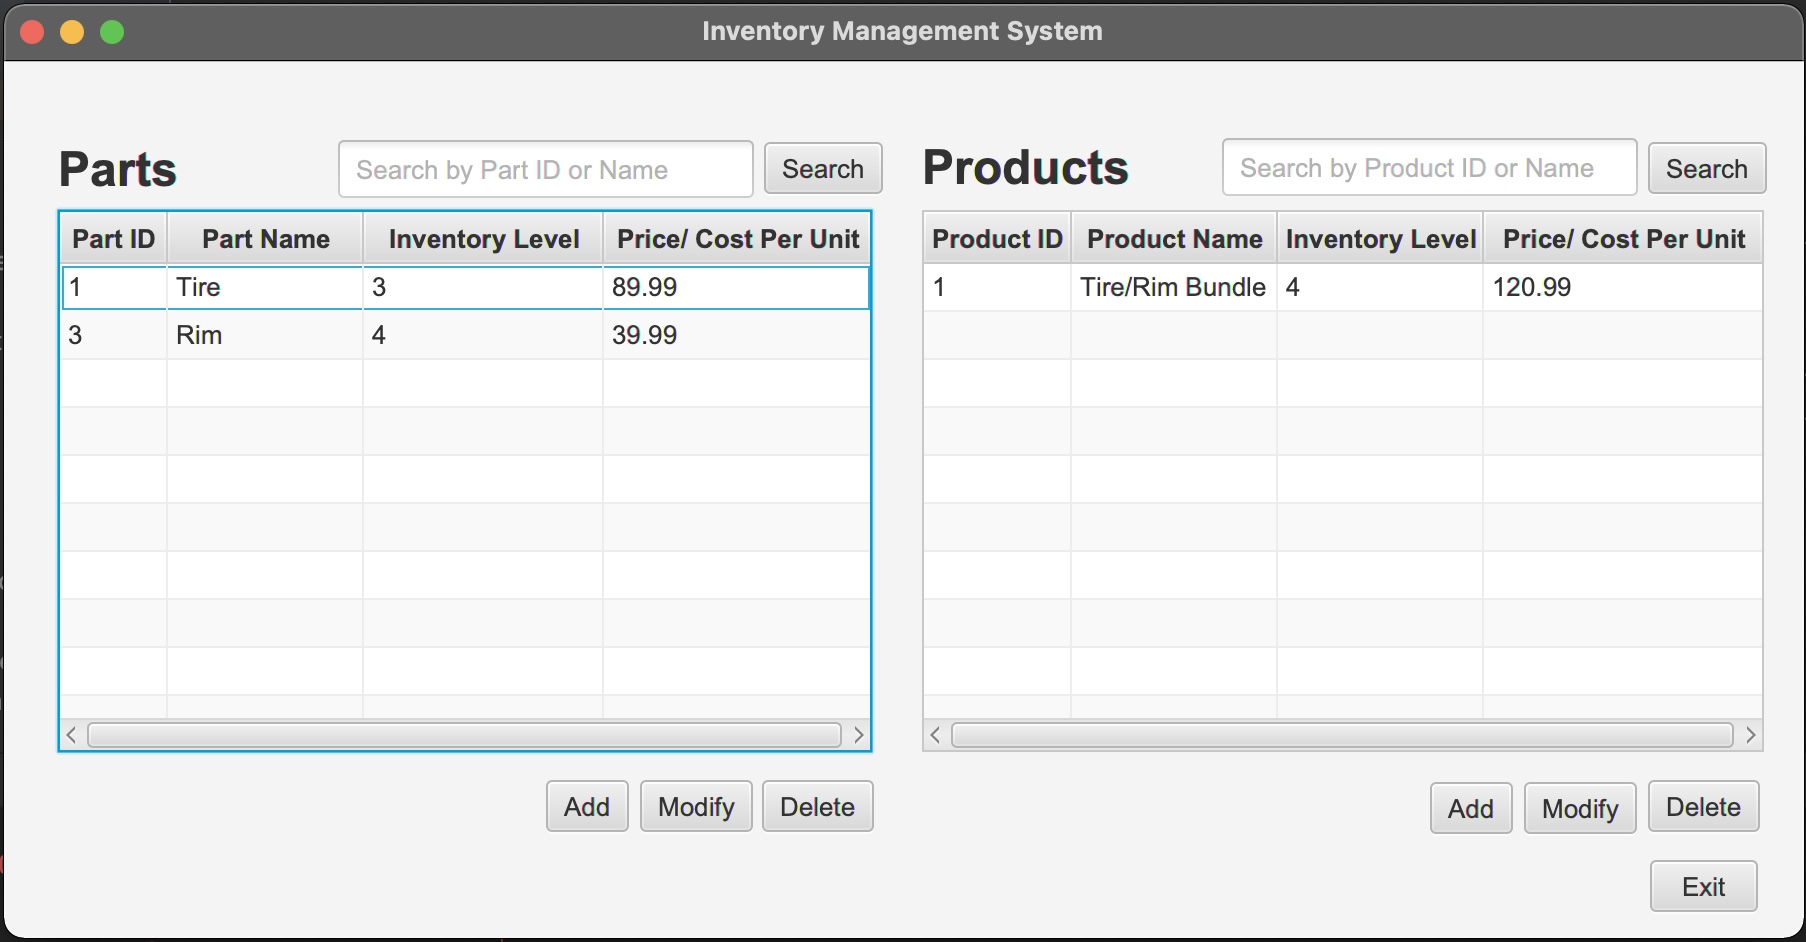 Inventory Management System
Parts
Search by Part ID or Name
Search
Part ID Part Name Inventory Level Price/ Cost Per Unit
1 Tire 3 89.99
3 Rim 4 39.99
Add Modify Delete
Products
Search by Product ID or Name
Search
Product ID Product Name Inventory Level Price/ Cost Per Unit
1 Tire/Rim Bundle 4 120.99
Add Modify Delete
Exit